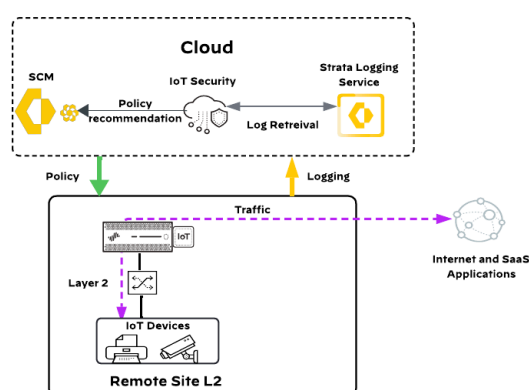 Cloud
SCM
IoT Security
Strata Logging
Service
Policy
recommendation
Log Retreival
Policy
Logging
Traffic
IoT
Internet and SaaS
Applications
Layer 2
IoT Devices
Remote Site L2